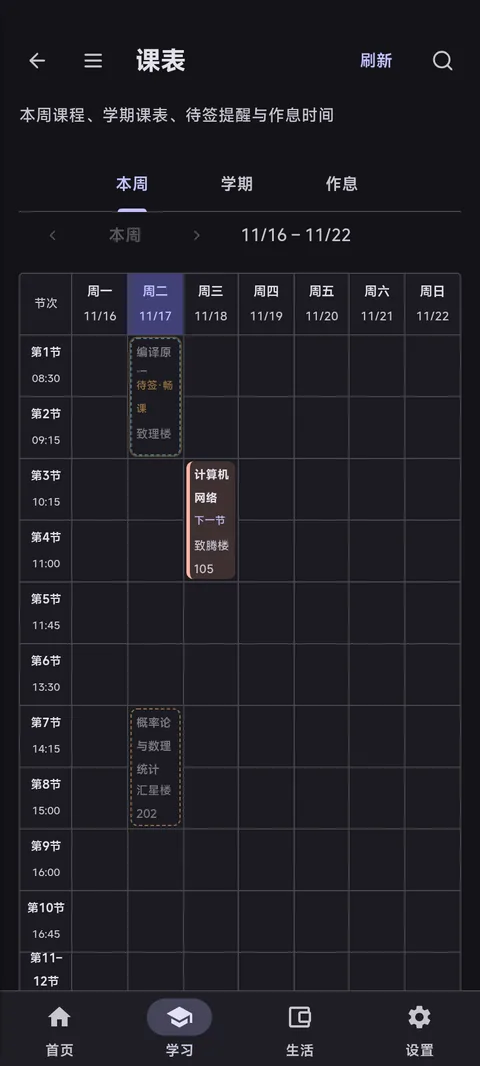 课表
刷新
本周课程、学期课表、待签提醒与作息时间
本周 学期 作息
本周 11/16 – 11/22
节次 周一 周二 周三 周四 周五 周六 周日
11/16 11/17 11/18 11/19 11/20 11/21 11/22
第1节
08:30
编译原
待签·畅
课
致理楼
第2节
09:15
第3节
10:15
计算机
网络
下一节
致腾楼
105
第4节
11:00
第5节
11:45
第6节
13:30
第7节
14:15
概率论
与数理
统计
汇星楼
202
第8节
15:00
第9节
16:00
第10节
16:45
第11–
12节
首页 学习 生活 设置